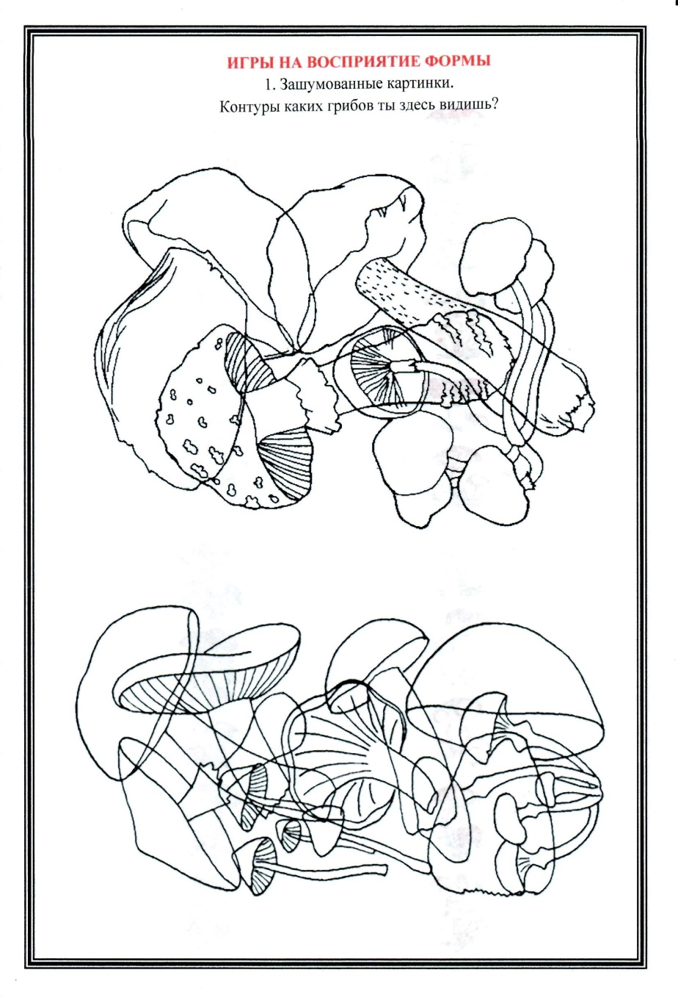 ИГРЫ НА ВОСПРИЯТИЕ ФОРМЫ
1. Зашумованные картинки.
Контуры каких грибов ты здесь видишь?